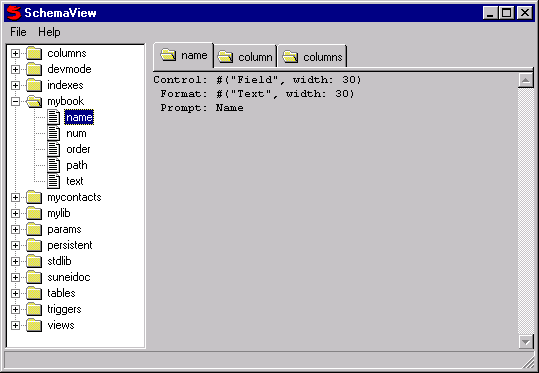 SchemaView
File Help
columns
devmode
indexes
mybook
name
num
order
path
text
mycontacts
mylib
params
persistent
stdlib
suneidoc
tables
triggers
views
name column columns
Control: #("Field", width: 30)
Format: #("Text", width: 30)
Prompt: Name